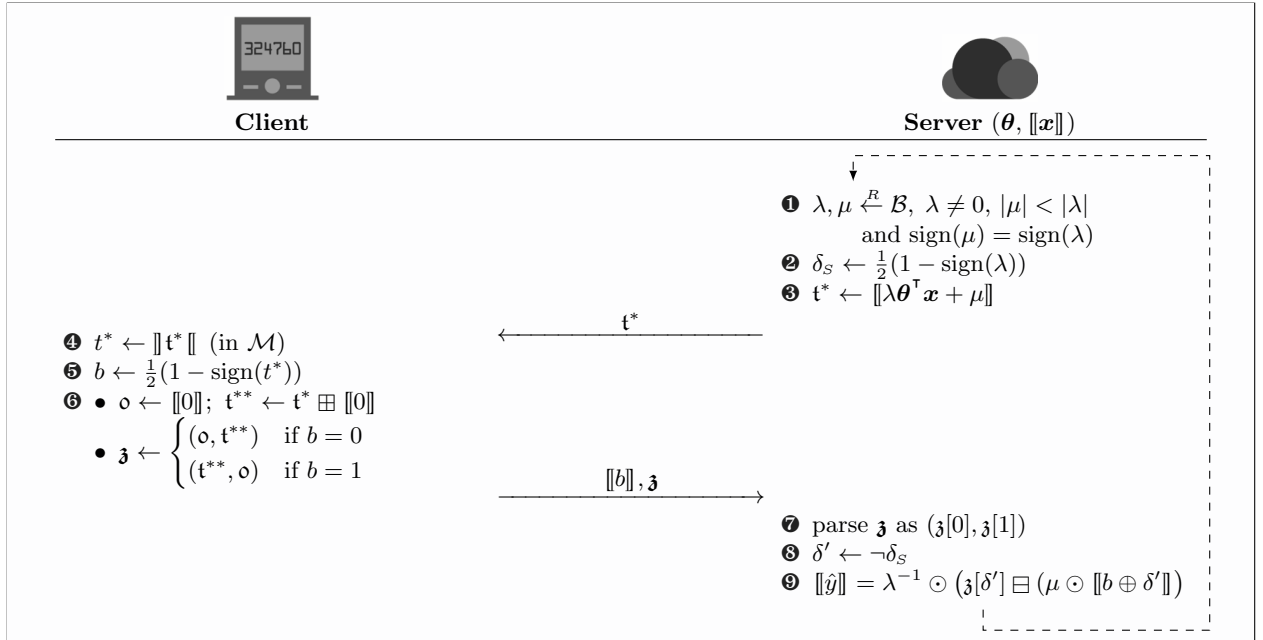 324760
Client
Server (𝜽, ⟦𝒙⟧)
❶ λ, μ ←ᴿ ℬ, λ ≠ 0, |μ| < |λ|
and sign(μ) = sign(λ)
❷ δ_S ← ½(1 − sign(λ))
❸ 𝔱* ← ⟦λ𝜽ᵀ𝒙 + μ⟧
𝔱*
❹ t* ← ⟧𝔱*⟦ (in ℳ)
❺ b ← ½(1 − sign(t*))
❻ • 𝔬 ← ⟦0⟧; 𝔱** ← 𝔱* ⊞ ⟦0⟧
• 𝖟 ← { (𝔬, 𝔱**) if b = 0
(𝔱**, 𝔬) if b = 1
⟦b⟧, 𝖟
❼ parse 𝖟 as (𝖟[0], 𝖟[1])
❽ δ′ ← ¬δ_S
❾ ⟦ŷ⟧ = λ⁻¹ ⊙ (𝖟[δ′] ⊟ (μ ⊙ ⟦b ⊕ δ′⟧))